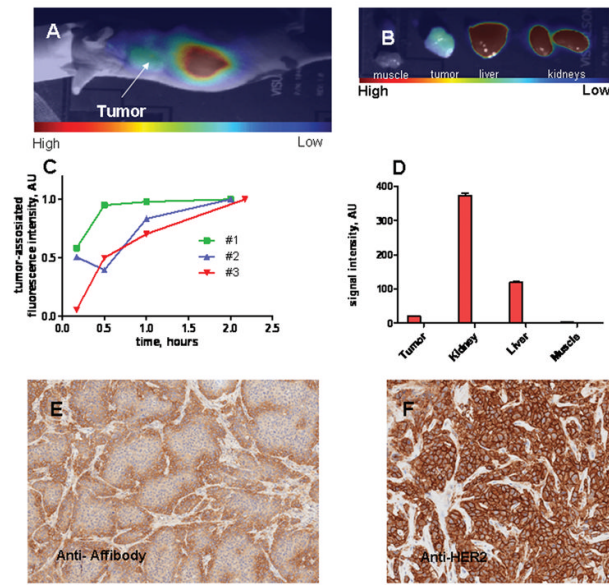 A
Tumor
High
Low
B
muscle
tumor
liver
kidneys
High
Low
C
tumor-assosiated
fluorescence intensity, AU
1.0
0.5
0.0
0.0
0.5
1.0
1.5
2.0
2.5
time, hours
#1
#2
#3
D
signal intensity, AU
400
300
200
100
0
Tumor
Kidney
Liver
Muscle
E
Anti- Affibody
F
Anti-HER2